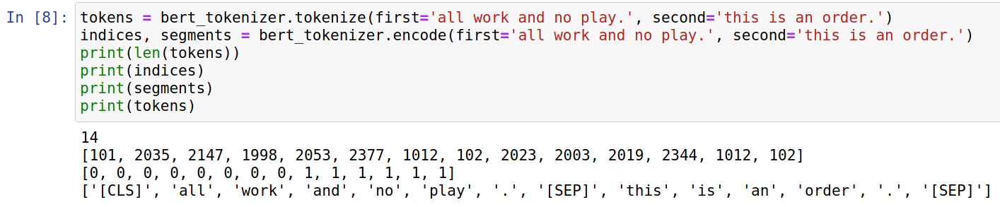 In [8]: tokens = bert_tokenizer.tokenize(first='all work and no play.', second='this is an order.')
indices, segments = bert_tokenizer.encode(first='all work and no play.', second='this is an order.')
print(len(tokens))
print(indices)
print(segments)
print(tokens)
14
[101, 2035, 2147, 1998, 2053, 2377, 1012, 102, 2023, 2003, 2019, 2344, 1012, 102]
[0, 0, 0, 0, 0, 0, 0, 0, 1, 1, 1, 1, 1, 1]
['[CLS]', 'all', 'work', 'and', 'no', 'play', '.', '[SEP]', 'this', 'is', 'an', 'order', '.', '[SEP]']